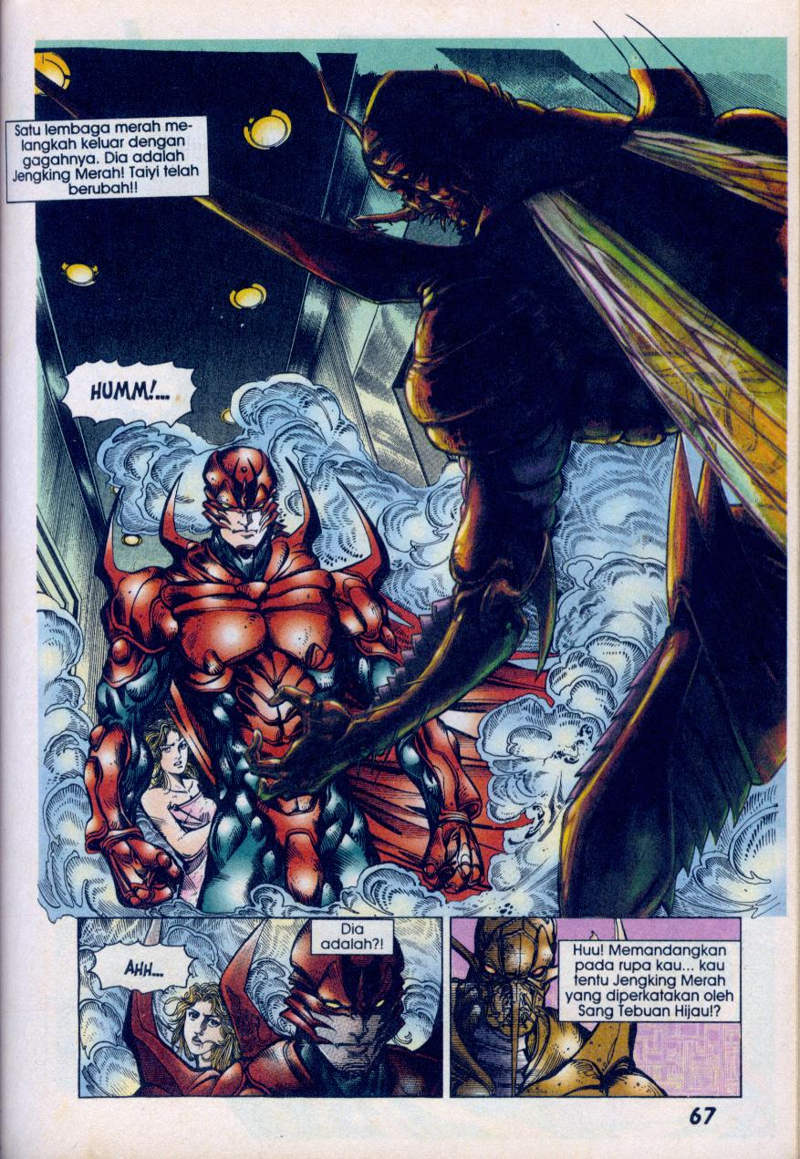 Satu lembaga merah me-
langkah keluar dengan
gagahnya. Dia adalah
Jengking Merah! Taiyi telah
berubah!!
HUMM!...
AHH...
Dia
adalah?!
Huu! Memandangkan
pada rupa kau... kau
tentu Jengking Merah
yang diperkatakan oleh
Sang Tebuan Hijau!?
67